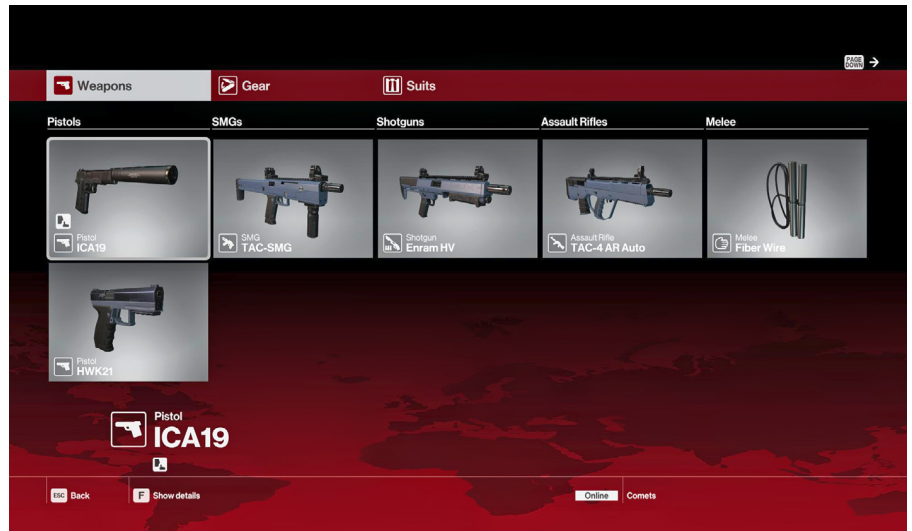 PAGE DOWN
Weapons
Gear
Suits
Pistols
SMGs
Shotguns
Assault Rifles
Melee
Pistol
ICA19
SMG
TAC-SMG
Shotgun
Enram HV
Assault Rifle
TAC-4 AR Auto
Melee
Fiber Wire
Pistol
HWK21
Pistol
ICA19
ESC Back
F Show details
Online
Comets